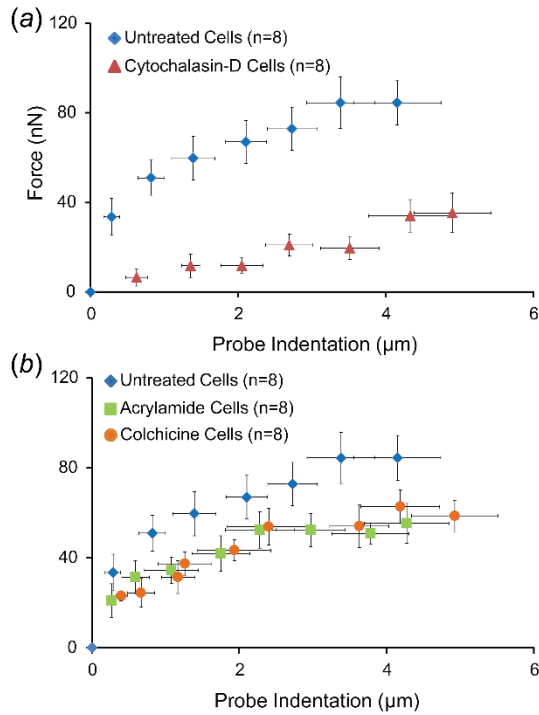 (a)
120
Untreated Cells (n=8)
Cytochalasin-D Cells (n=8)
80
Force (nN)
40
0
0 2 4 6
Probe Indentation (µm)
(b)
120
Untreated Cells (n=8)
Acrylamide Cells (n=8)
Colchicine Cells (n=8)
80
40
0
0 2 4 6
Probe Indentation (µm)